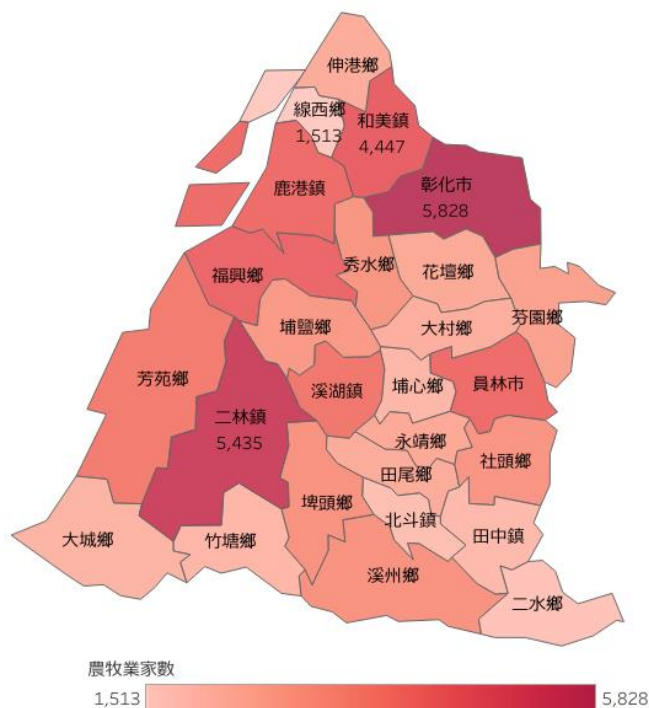 伸港鄉
線西鄉
1,513
和美鎮
4,447
彰化市
5,828
鹿港鎮
福興鄉
秀水鄉
花壇鄉
芬園鄉
埔鹽鄉
大村鄉
芳苑鄉
溪湖鎮
埔心鄉
員林市
二林鎮
5,435
永靖鄉
社頭鄉
田尾鄉
埤頭鄉
北斗鎮
田中鎮
大城鄉
竹塘鄉
溪州鄉
二水鄉
農牧業家數
1,513 5,828